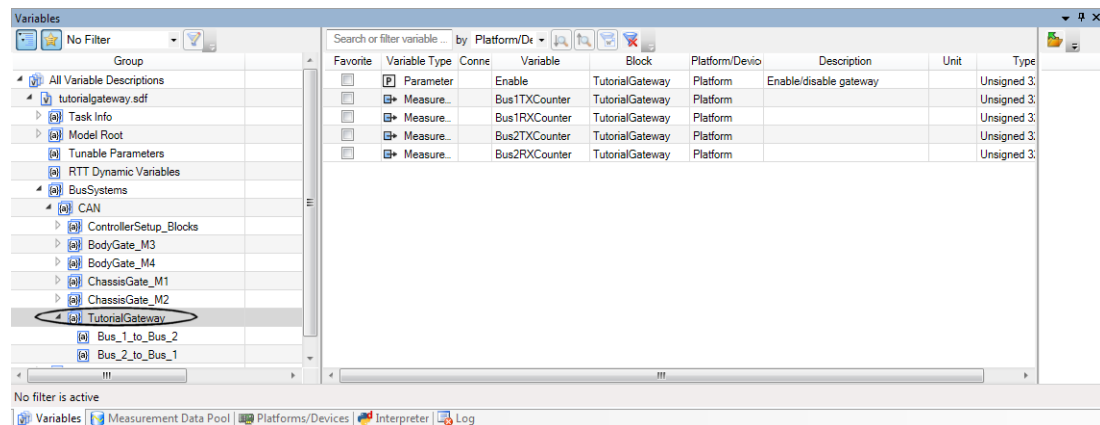 Variables
No Filter
Search or filter variable ... by Platform/De
Group
Favorite Variable Type Conne Variable Block Platform/Devic Description Unit Type
All Variable Descriptions
P Parameter Enable TutorialGateway Platform Enable/disable gateway Unsigned 3
tutorialgateway.sdf
Measure... Bus1TXCounter TutorialGateway Platform Unsigned 3
Task Info
Measure... Bus1RXCounter TutorialGateway Platform Unsigned 3
Model Root
Measure... Bus2TXCounter TutorialGateway Platform Unsigned 3
Tunable Parameters
Measure... Bus2RXCounter TutorialGateway Platform Unsigned 3
RTT Dynamic Variables
BusSystems
CAN
ControllerSetup_Blocks
BodyGate_M3
BodyGate_M4
ChassisGate_M1
ChassisGate_M2
TutorialGateway
Bus_1_to_Bus_2
Bus_2_to_Bus_1
No filter is active
Variables Measurement Data Pool Platforms/Devices Interpreter Log